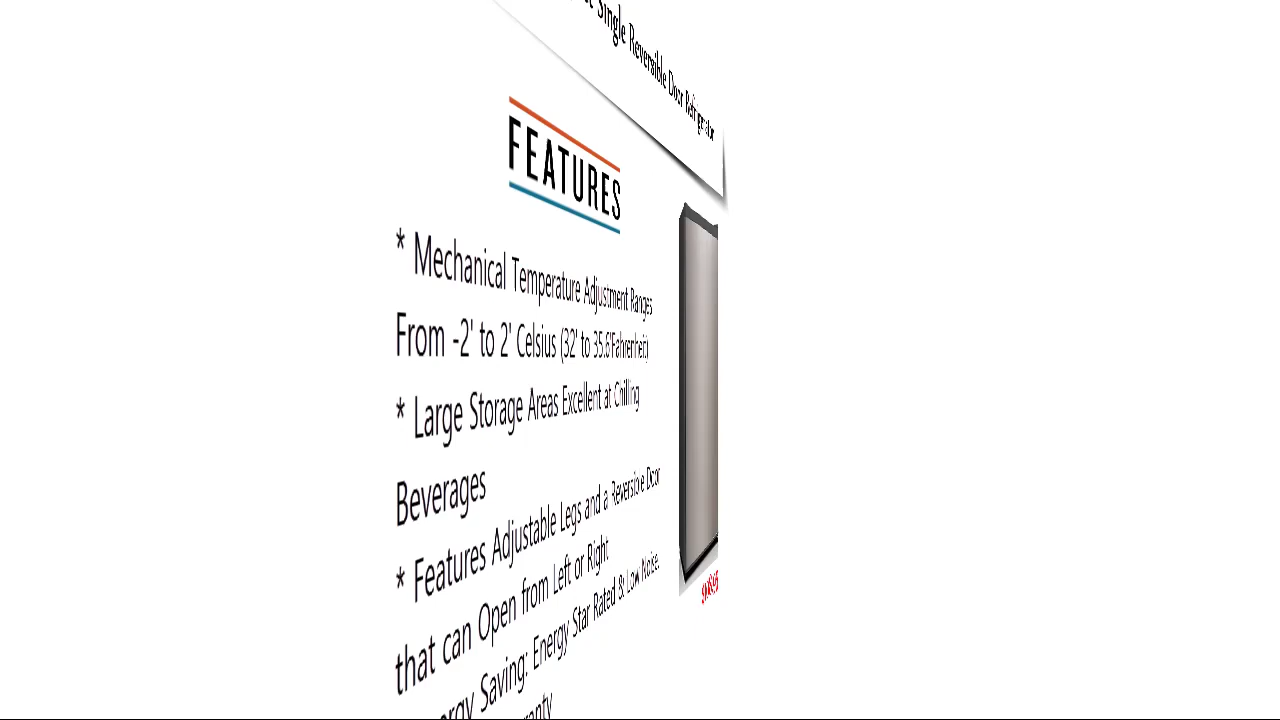 Single Reversible Door Refrigerator
FEATURES
* Mechanical Temperature Adjustment Ranges
From -2' to 2' Celsius (32' to 35.6'Fahrenheit)
* Large Storage Areas Excellent at Chilling
Beverages
* Features Adjustable Legs and a Reversible Door
that can Open from Left or Right
Saving: Energy Star Rated & Low Noise.